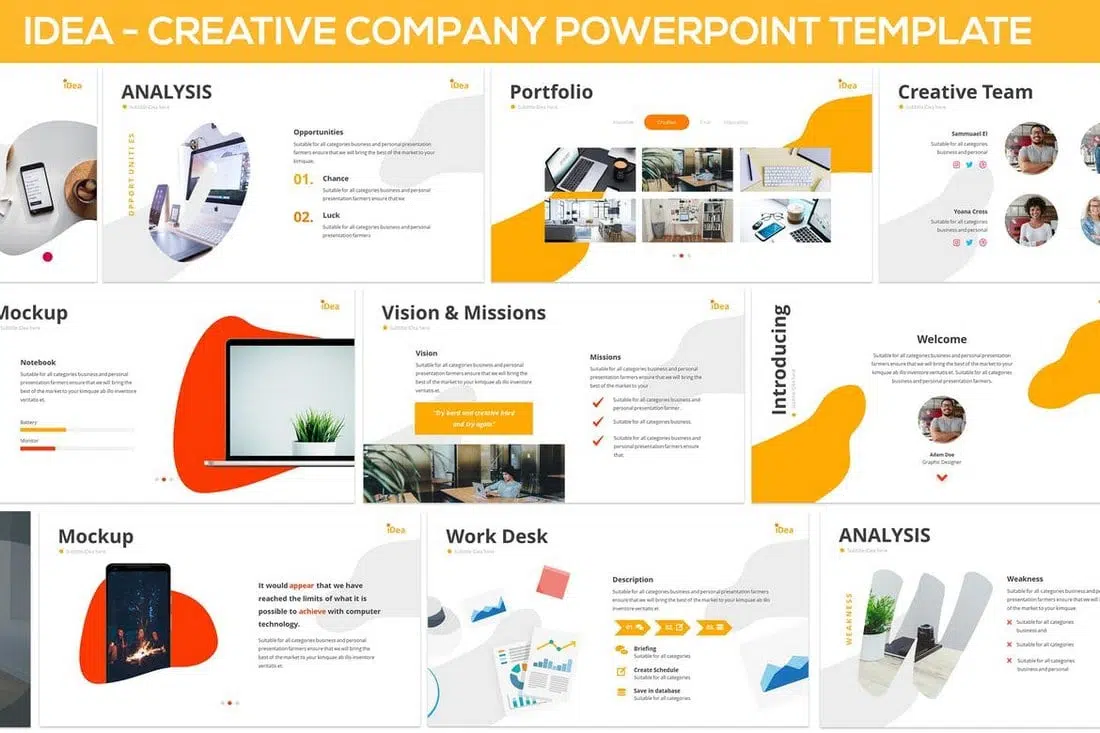 IDEA - CREATIVE COMPANY POWERPOINT TEMPLATE
iDea
ANALYSIS
Subtitle iDea here
iDea
OPPORTUNITIES
Opportunities
Suitable for all categories business and personal presentation
farmers ensure that we will bring the best of the market to your
kimquae.
01.
Chance
Suitable for all categories business and personal
presentation farmers ensure that we
02.
Luck
Suitable for all categories business and personal
presentation farmers
Portfolio
Subtitle iDea here
iDea
Creative
Creative Team
Subtitle iDea here
Sammuael El
Suitable for all categories
business and personal
Yoana Cross
Suitable for all categories
business and personal
Mockup
Subtitle iDea here
iDea
Notebook
Suitable for all categories business and personal
presentation farmers ensure that we will bring the
best of the market to your kimquae ab illo inventore
veritatis et.
Battery
Monitor
Vision & Missions
Subtitle iDea here
iDea
Vision
Suitable for all categories business and personal
presentation farmers ensure that we will bring the
best of the market to your kimquae ab illo inventore
veritatis et.
"Try hard and creative hard
and try again."
Missions
Suitable for all categories business and personal
presentation farmers ensure that we will bring the
best of the market to your
Suitable for all categories business and
personal presentation farmer.
Suitable for all categories business.
Suitable for all categories business and
personal presentation farmers ensure
that.
Introducing
Welcome
Suitable for all categories business and personal presentation
farmers ensure that we will bring the best of the market to your
kimquae ab illo inventore veritatis et. Suitable for all categories
business and personal presentation farmers.
Adam Doe
Graphic Designer
Mockup
Subtitle iDea here
iDea
It would appear that we have
reached the limits of what it is
possible to achieve with computer
technology.
Suitable for all categories business and personal
presentation farmers ensure that we will bring the
best of the market to your kimquae ab illo inventore
veritatis et.
Work Desk
Subtitle iDea here
iDea
Description
Suitable for all categories business and personal presentation farmers
ensure that we will bring the best of the market to your kimquae ab illo
inventore veritatis et.
01
02
03
Briefing
Suitable for all categories
Create Schedule
Suitable for all categories
Save in database
Suitable for all categories
ANALYSIS
Subtitle iDea here
WEAKNESS
Weakness
Suitable for all categories business and
presentation farmers ensure that we will
of the market to your kimquae.
Suitable for all categories
business and
Suitable for all categories
Suitable for all categories
business and personal